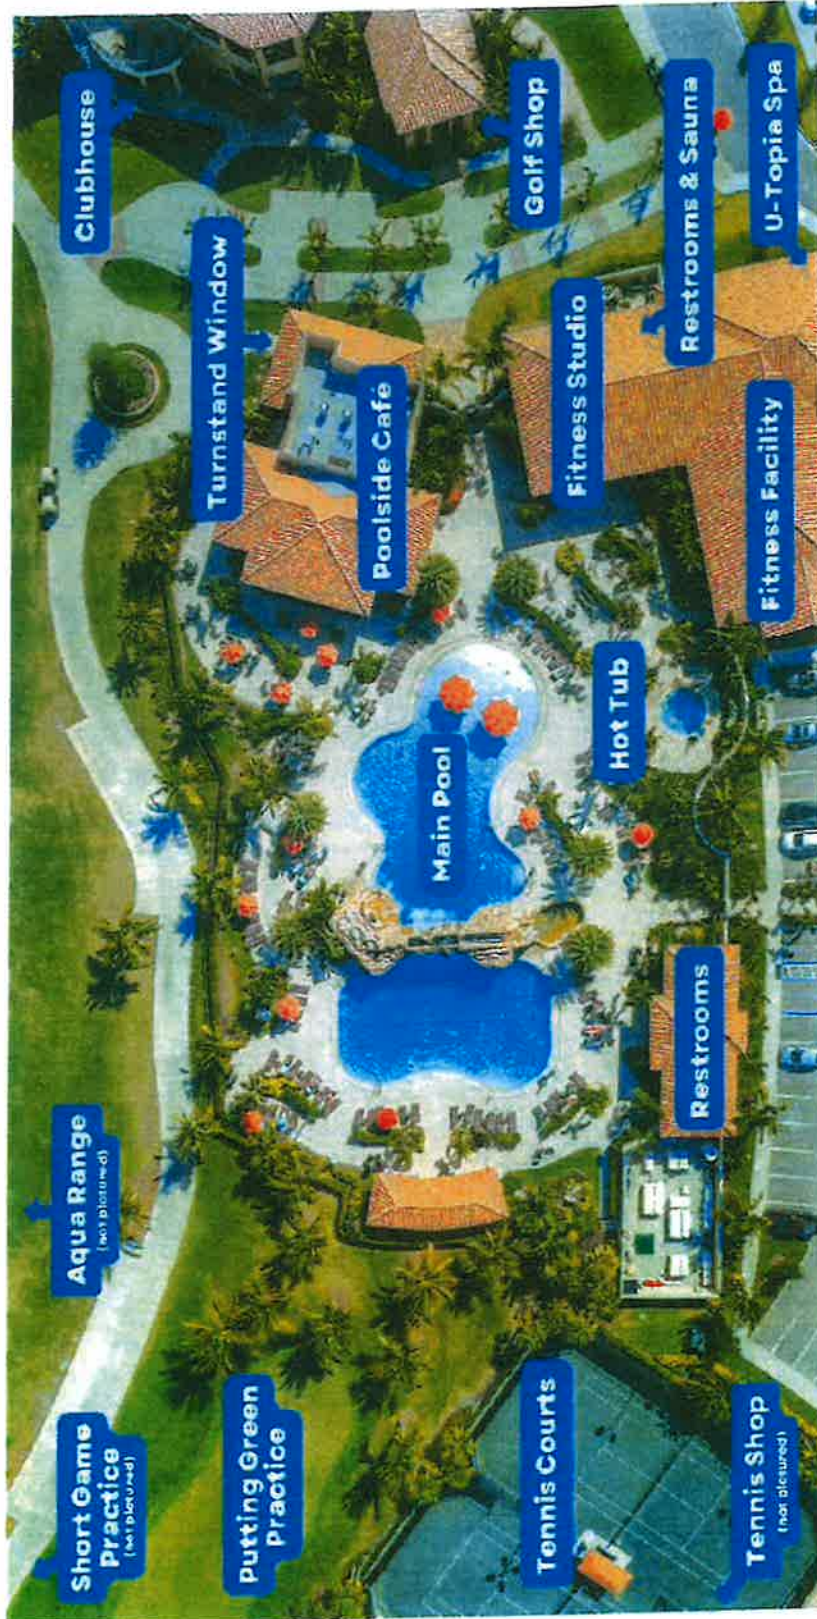 Short Game
Practice
(not pictured)
Aqua Range
(not pictured)
Clubhouse
Putting Green
Practice
Turnstand Window
Poolside Café
Main Pool
Golf Shop
Tennis Courts
Hot Tub
Fitness Studio
Restrooms
Restrooms & Sauna
Tennis Shop
(not pictured)
Fitness Facility
U-Topia Spa